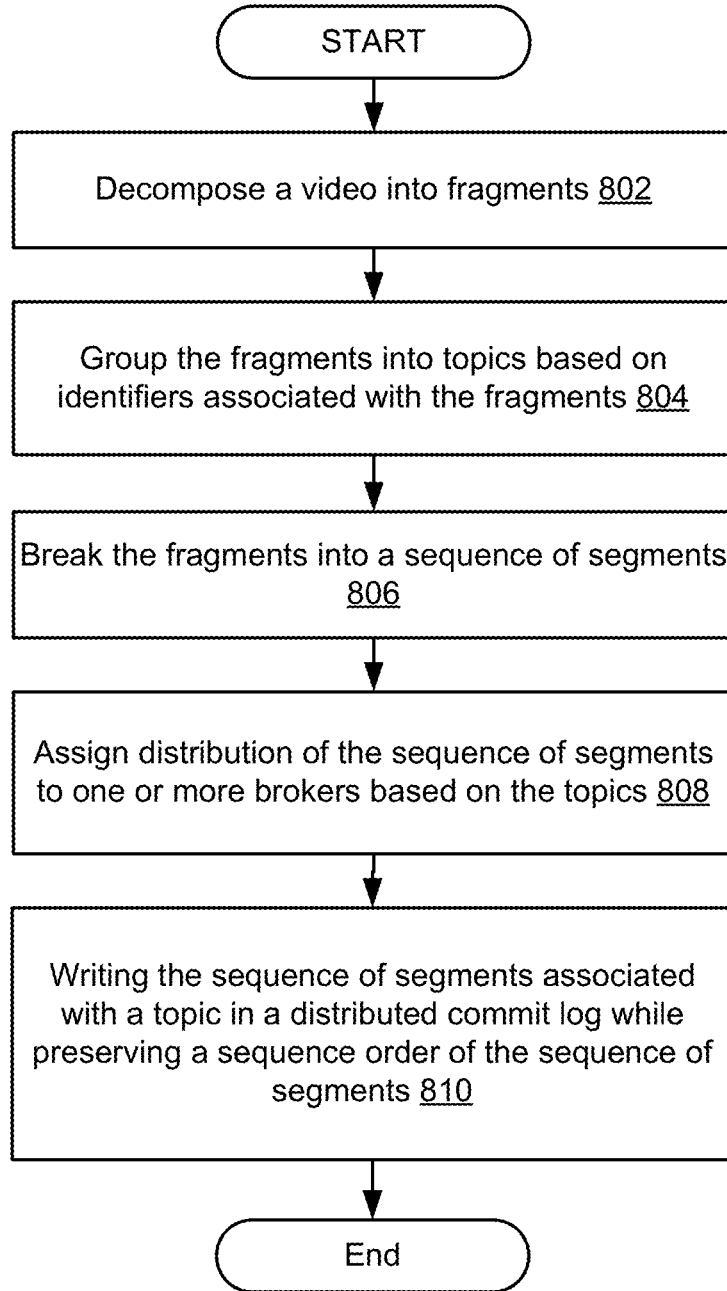 START
Decompose a video into fragments 802
Group the fragments into topics based on
identifiers associated with the fragments 804
Break the fragments into a sequence of segments
806
Assign distribution of the sequence of segments
to one or more brokers based on the topics 808
Writing the sequence of segments associated
with a topic in a distributed commit log while
preserving a sequence order of the sequence of
segments 810
End